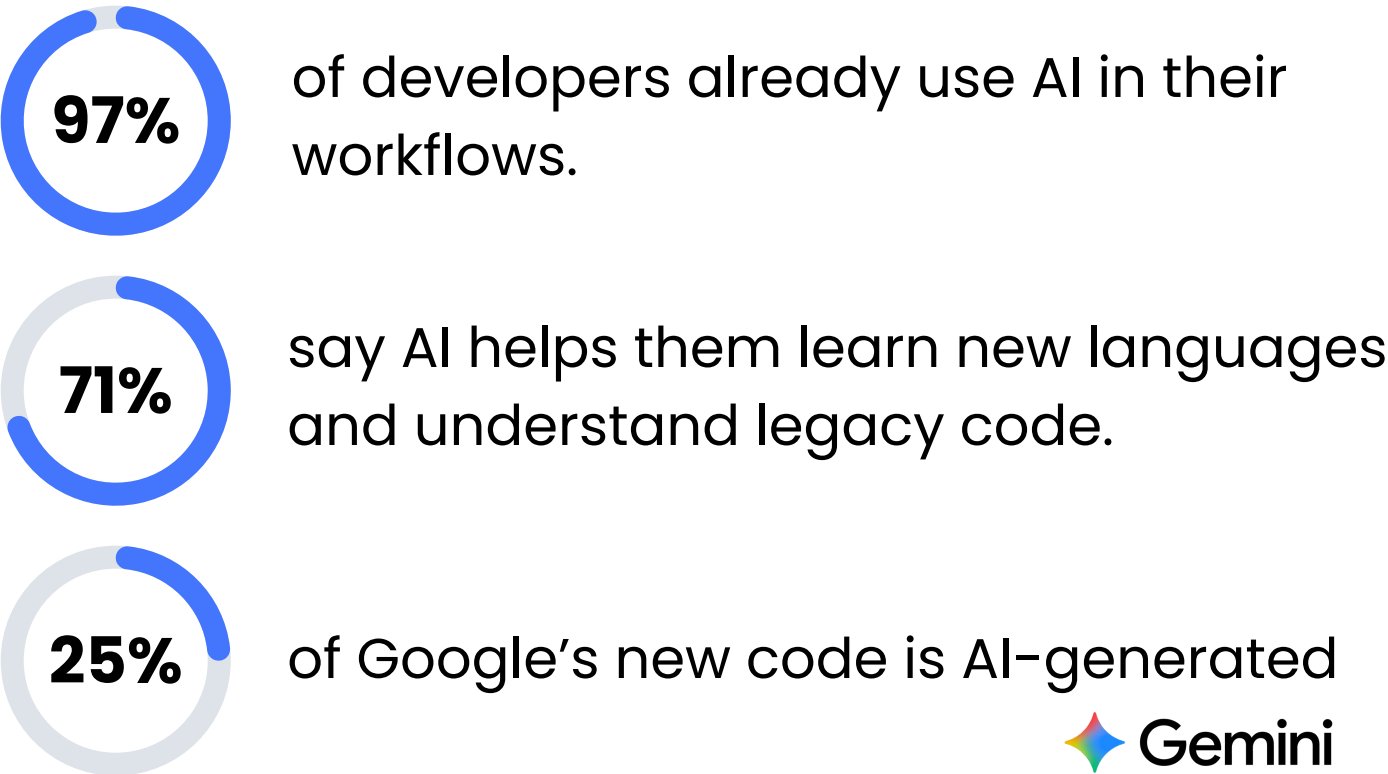 97%
of developers already use AI in their
workflows.
71%
say AI helps them learn new languages
and understand legacy code.
25%
of Google’s new code is AI-generated
Gemini